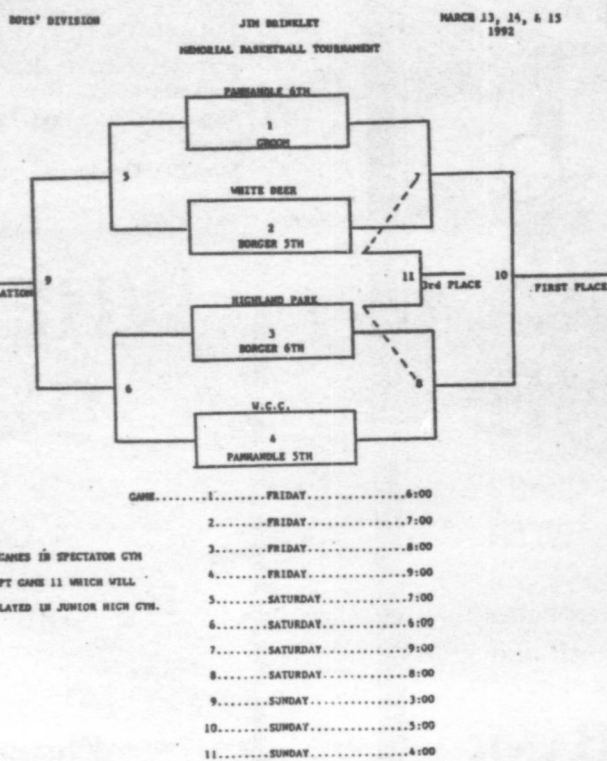 BOYS' DIVISION
JIM BRINKLEY
MARCH 13, 14, & 15
1992
MEMORIAL BASKETBALL TOURNAMENT
PANHANDLE 6TH
1
GROOM
5
7
WHITE DEER
2
BORGER 5TH
9
11
10
3rd PLACE
FIRST PLACE
ATION
HIGHLAND PARK
3
BORGER 6TH
6
8
W.C.C.
4
PANHANDLE 5TH
GAME..........1..........FRIDAY..................6:00
2..........FRIDAY..................7:00
3..........FRIDAY..................8:00
4..........FRIDAY..................9:00
5..........SATURDAY................7:00
6..........SATURDAY................6:00
7..........SATURDAY................9:00
8..........SATURDAY................8:00
9..........SUNDAY..................3:00
10.........SUNDAY..................5:00
11.........SUNDAY..................4:00
GAMES IN SPECTATOR GYM
PT GAME 11 WHICH WILL
LAYED IN JUNIOR HIGH GYM.